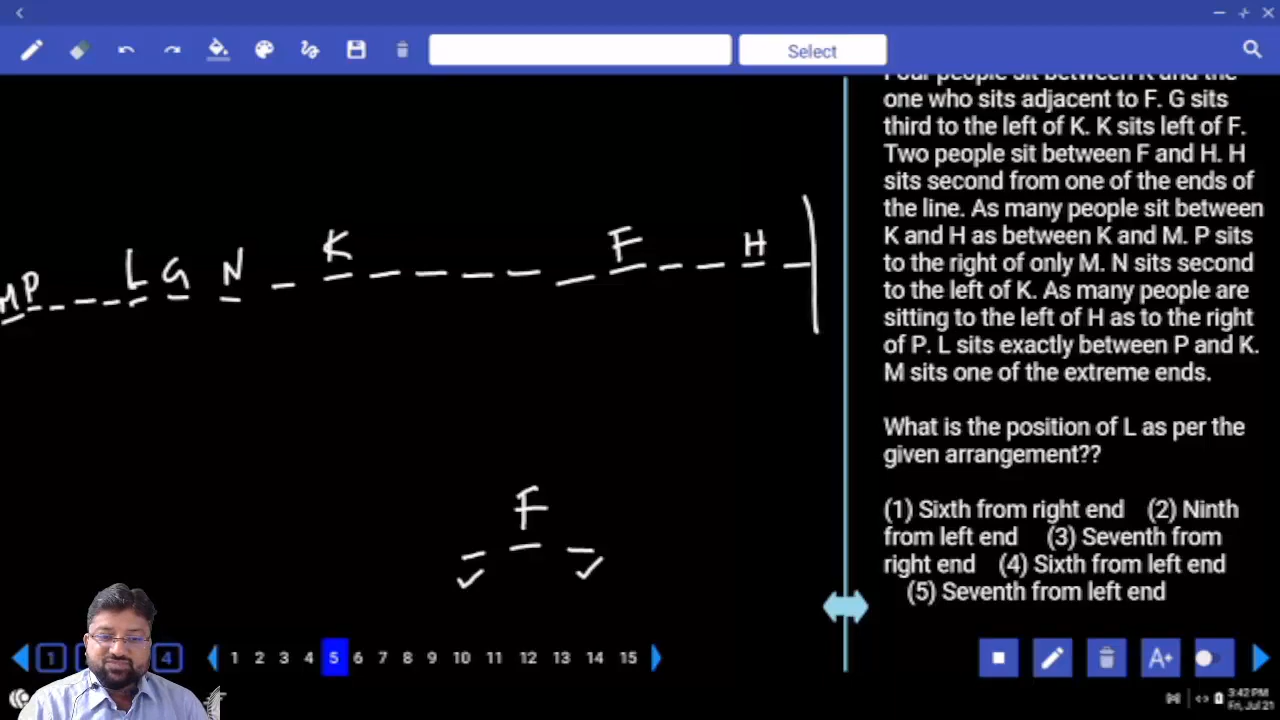 Select
Four people sit between K and the
one who sits adjacent to F. G sits
third to the left of K. K sits left of F.
Two people sit between F and H. H
sits second from one of the ends of
the line. As many people sit between
K and H as between K and M. P sits
to the right of only M. N sits second
to the left of K. As many people are
sitting to the left of H as to the right
of P. L sits exactly between P and K.
M sits one of the extreme ends.
What is the position of L as per the
given arrangement??
(1) Sixth from right end (2) Ninth
from left end (3) Seventh from
right end (4) Sixth from left end
(5) Seventh from left end
M P L G N K F H
F
1 4 1 2 3 4 5 6 7 8 9 10 11 12 13 14 15
A+
3:42 PM
Fri, Jul 21